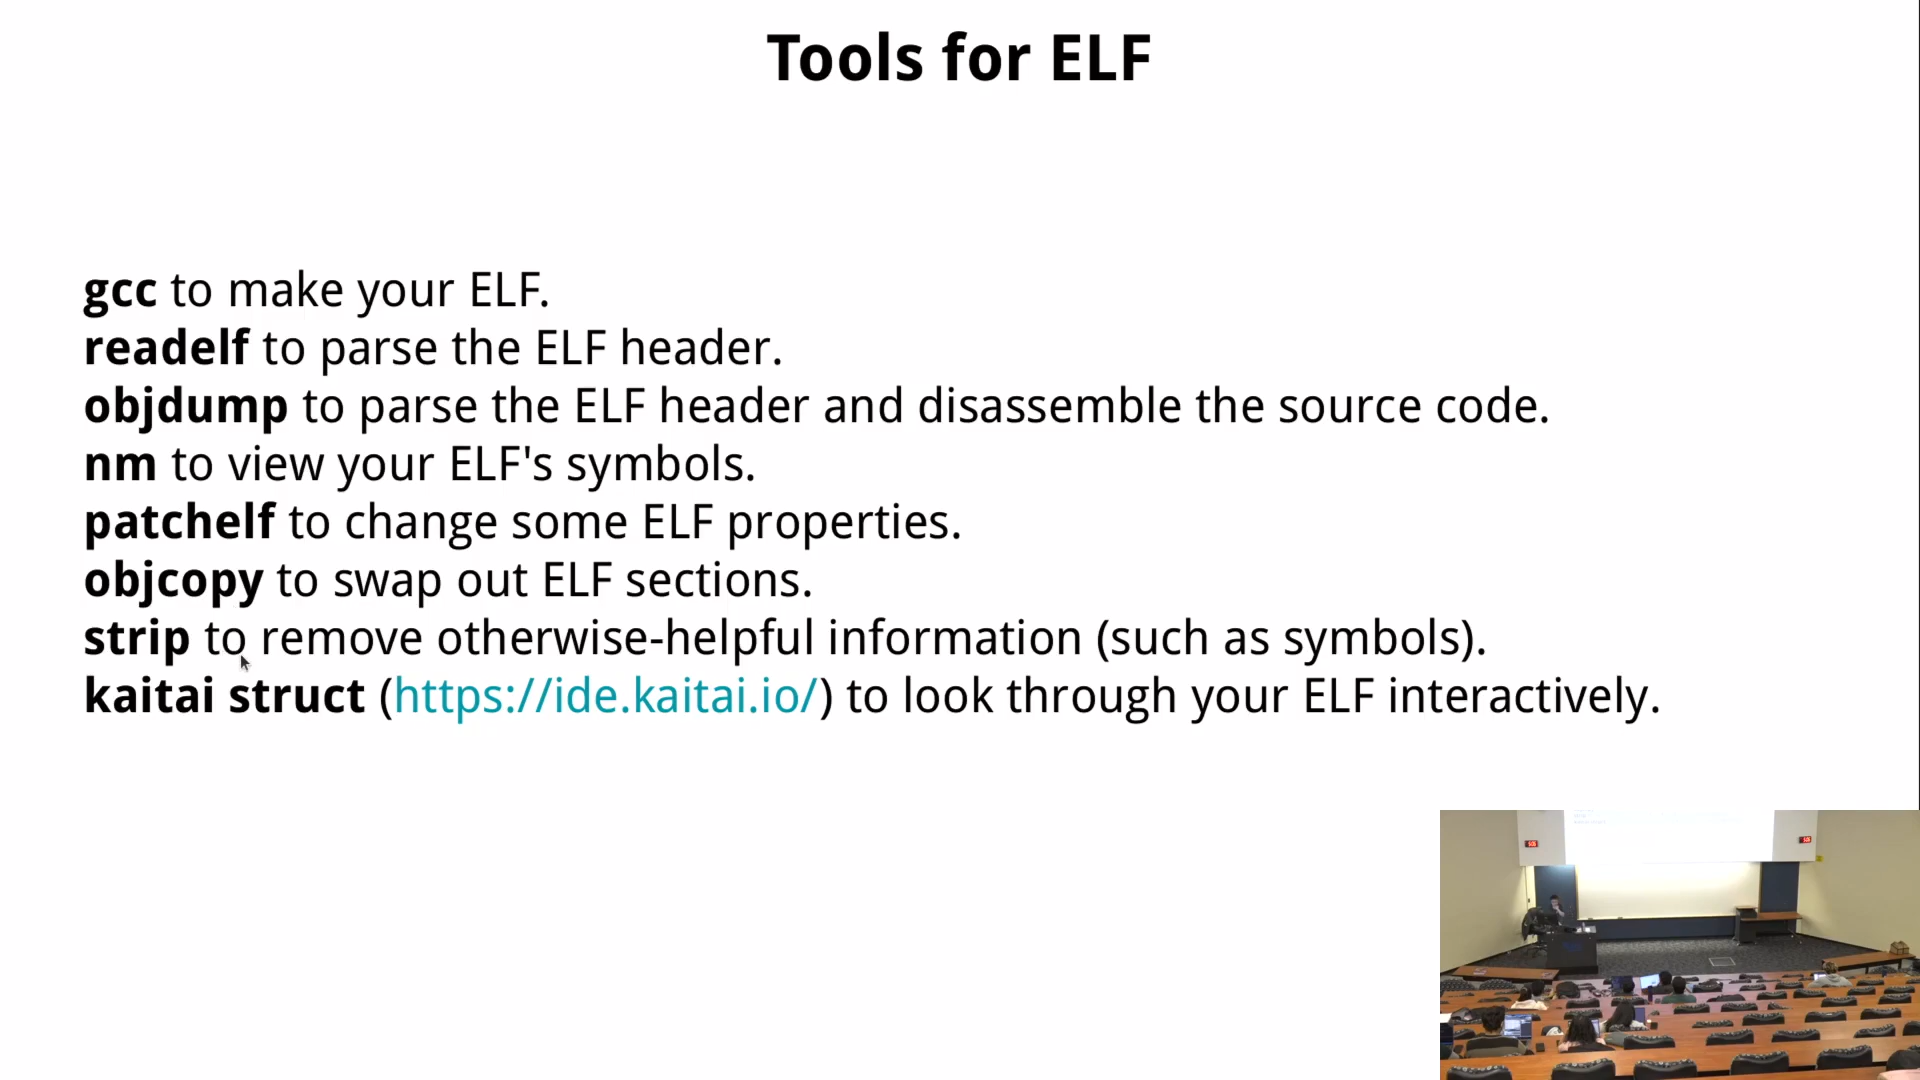 Tools for ELF
gcc to make your ELF.
readelf to parse the ELF header.
objdump to parse the ELF header and disassemble the source code.
nm to view your ELF's symbols.
patchelf to change some ELF properties.
objcopy to swap out ELF sections.
strip to remove otherwise-helpful information (such as symbols).
kaitai struct (https://ide.kaitai.io/) to look through your ELF interactively.